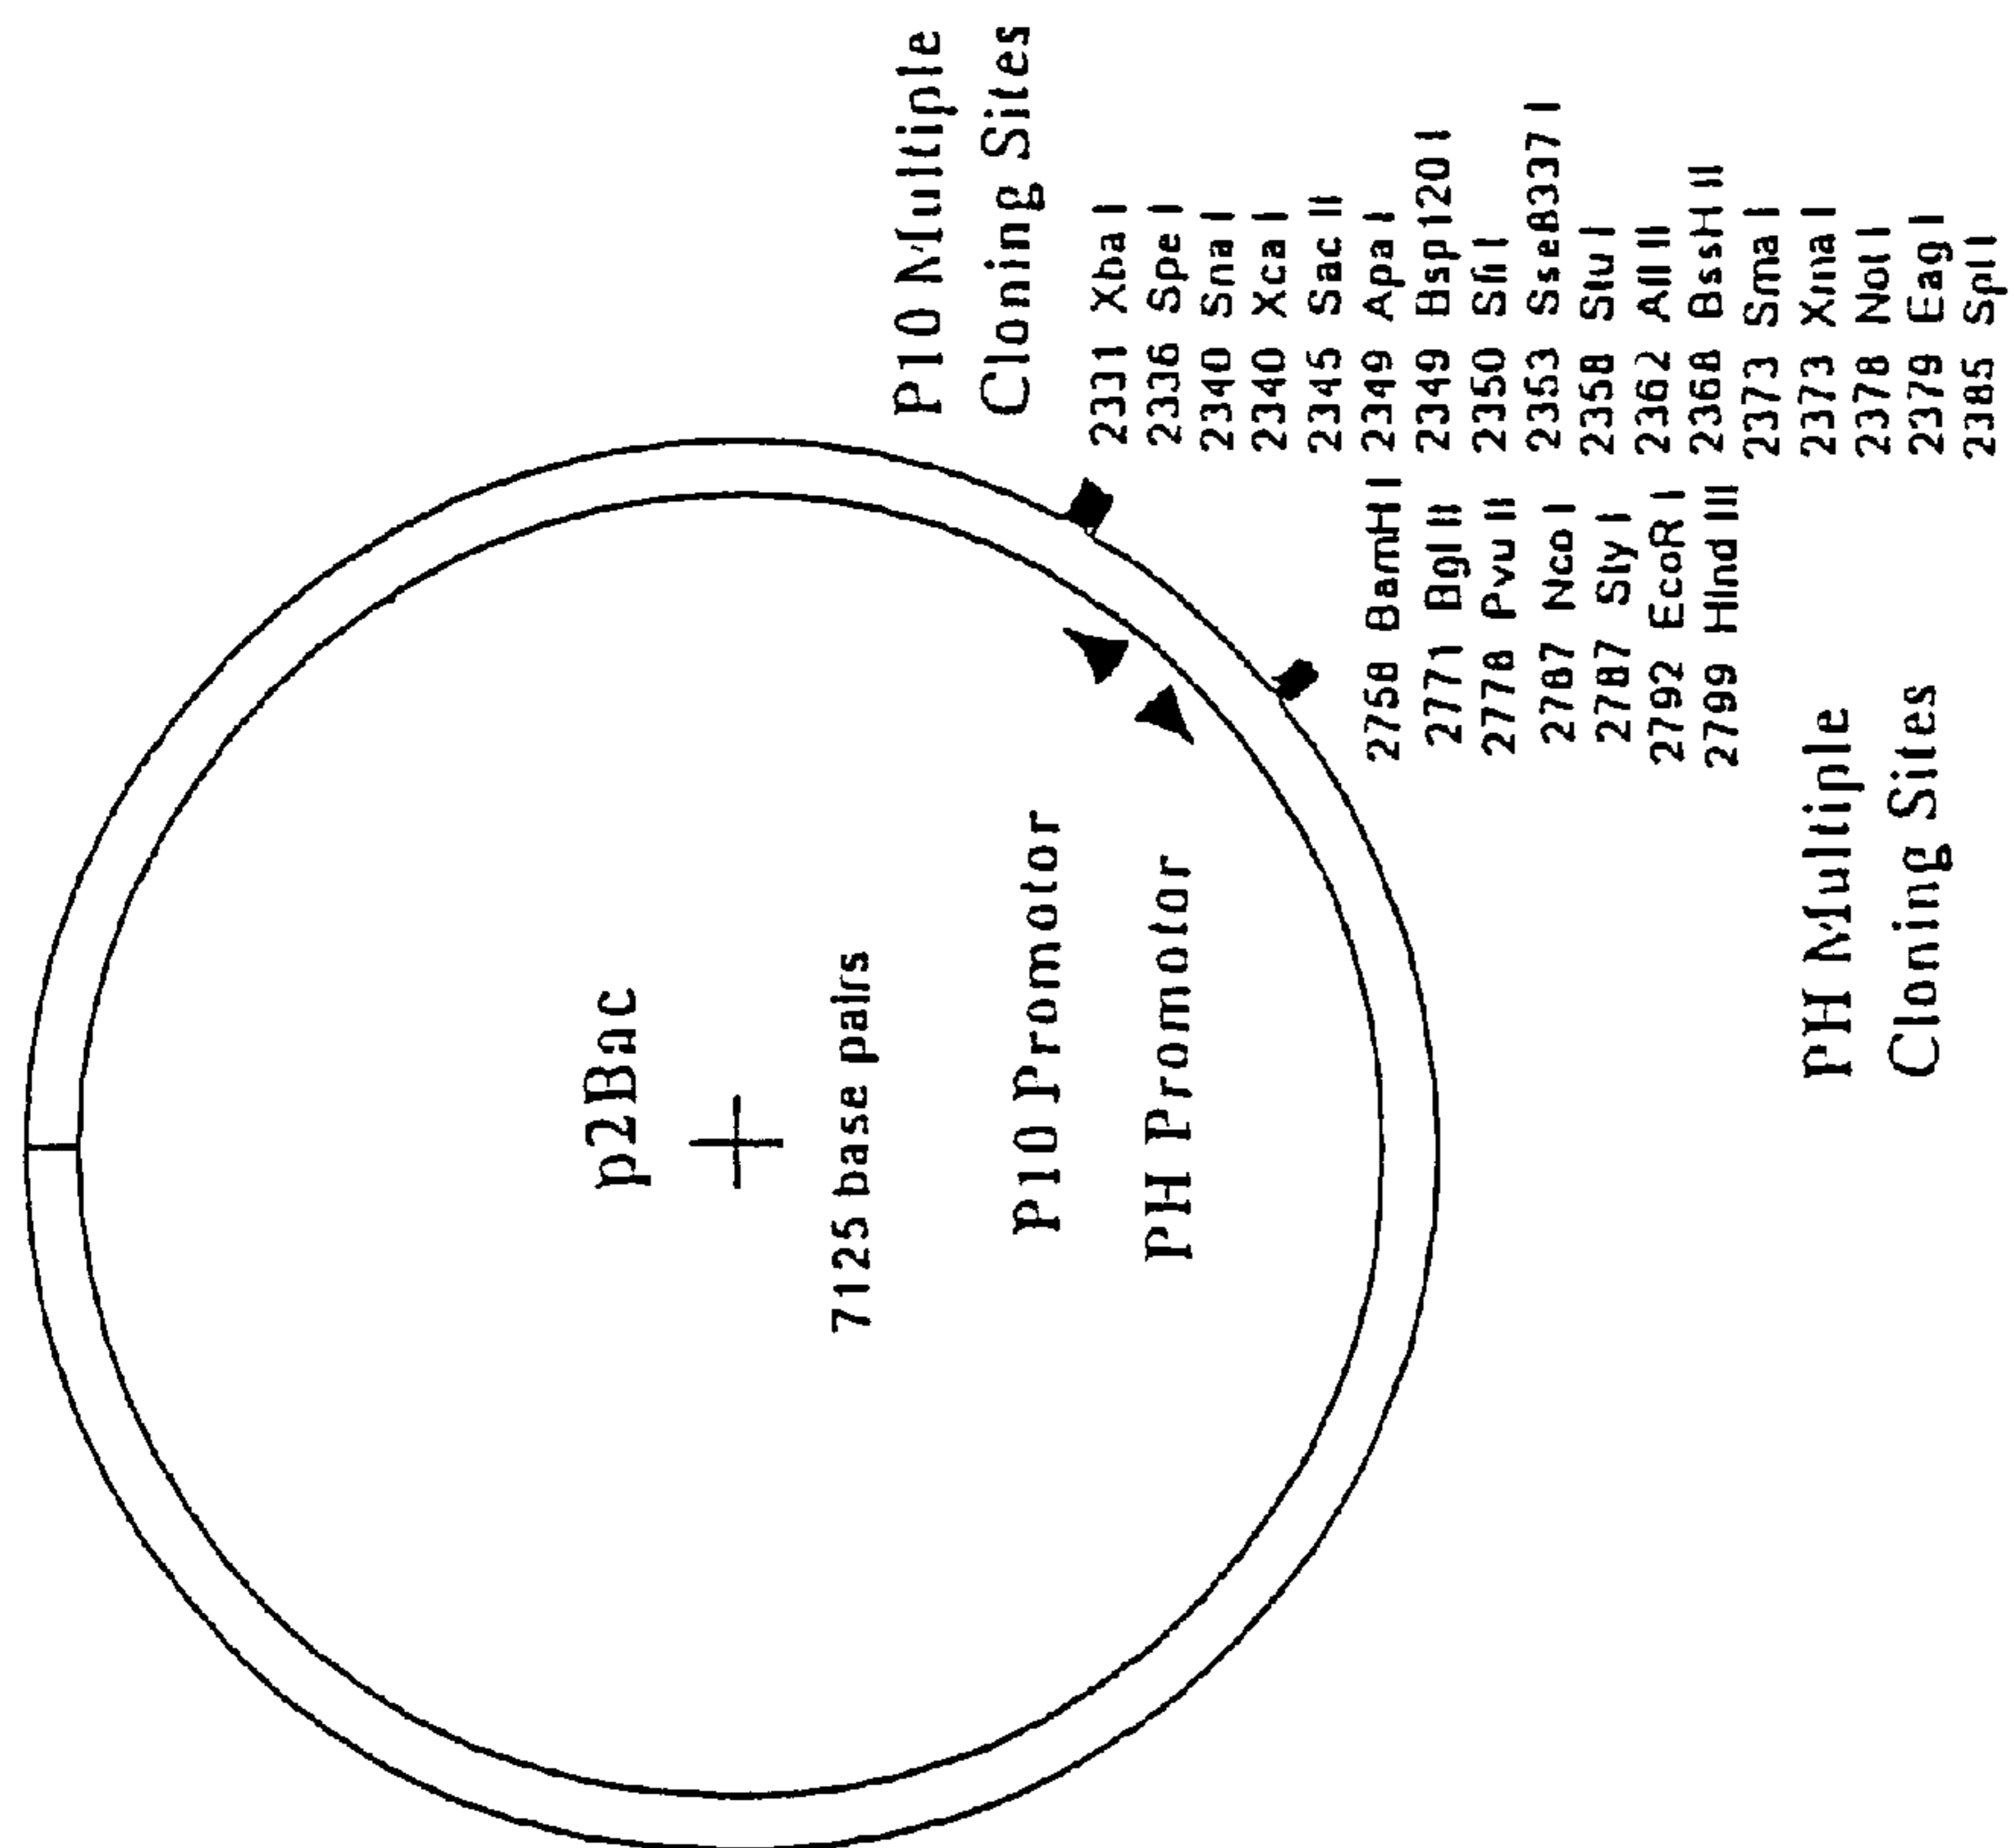 p2Bac
7125 base pairs
P10 Promotor
PH Promotor
P10 Multiple
Cloning Sites
2331 Xba I
2336 Spe I
2340 Sna I
2340 Xca I
2345 Sac II
2349 Apa I
2349 Bsp120 I
2350 Sfi I
2353 Sse8337 I
2358 Stu I
2362 Afl II
2368 BssH II
2373 Sma I
2373 Xma I
2378 Not I
2379 Eag I
2385 Spl I
2758 BamH I
2771 Bgl II
2778 Pvu II
2787 Nco I
2787 Sty I
2792 EcoR I
2799 Hind III
PH Multiple
Cloning Sites